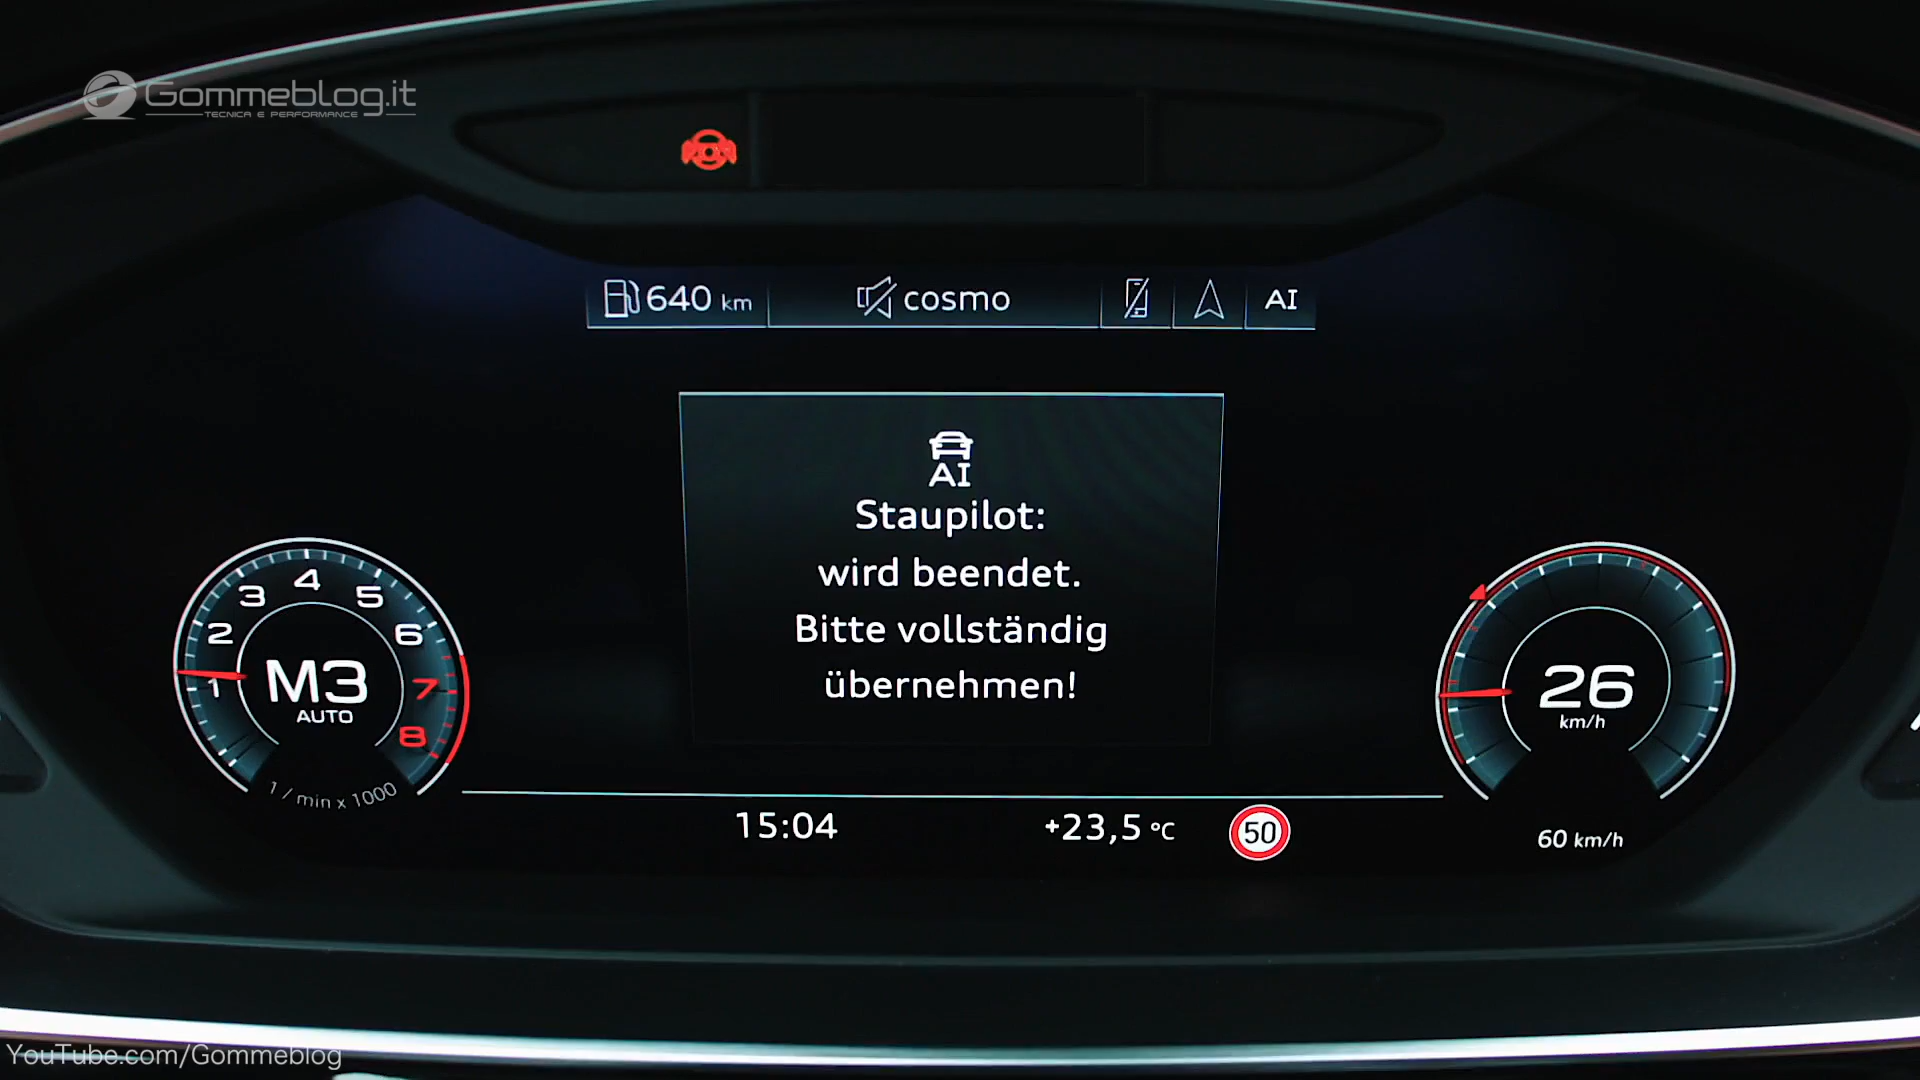 Gommeblog.it
TECNICA E PERFORMANCE
640 km
cosmo
AI
AI
Staupilot:
wird beendet.
Bitte vollständig
übernehmen!
1 2 3 4 5 6 7 8
M3
AUTO
1 / min x 1000
26
km/h
15:04
+23,5 °C
50
60 km/h
YouTube.com/Gommeblog